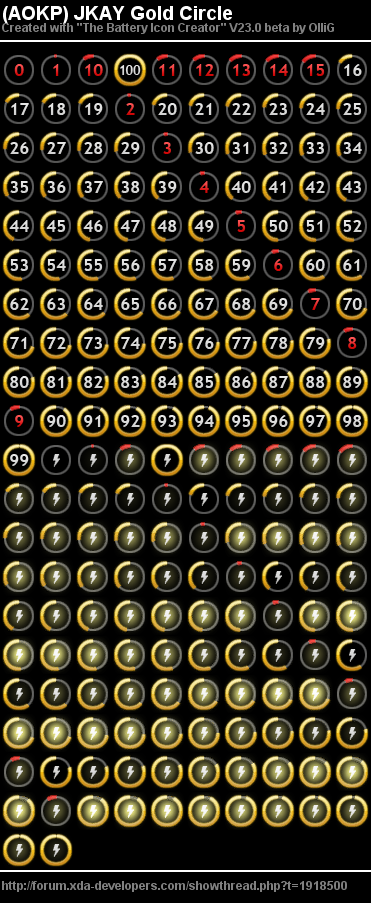 (AOKP) JKAY Gold Circle
Created with "The Battery Icon Creator" V23.0 beta by OlliG
0 1 10 100 11 12 13 14 15 16
17 18 19 2 20 21 22 23 24 25
26 27 28 29 3 30 31 32 33 34
35 36 37 38 39 4 40 41 42 43
44 45 46 47 48 49 5 50 51 52
53 54 55 56 57 58 59 6 60 61
62 63 64 65 66 67 68 69 7 70
71 72 73 74 75 76 77 78 79 8
80 81 82 83 84 85 86 87 88 89
9 90 91 92 93 94 95 96 97 98
99
http://forum.xda-developers.com/showthread.php?t=1918500